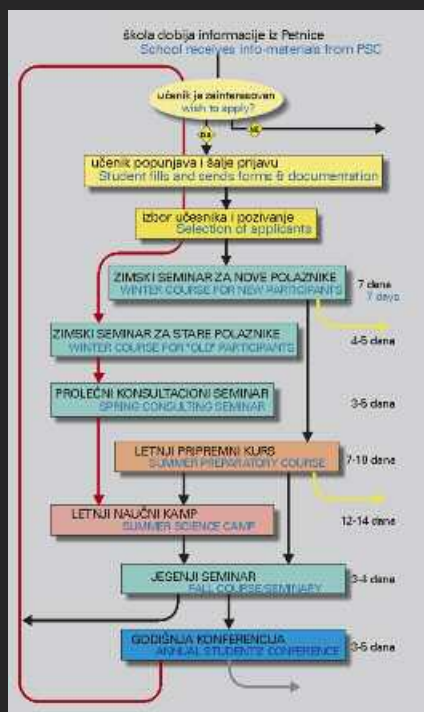 škola dobija informacije iz Petnice
School receives info-materials from PSC
učenik je zainteresovan
wish to apply?
DA
NE
učenik popunjava i šalje prijavu
Student fills and sends forms & documentation
izbor učesnika i pozivanje
Selection of applicants
ZIMSKI SEMINAR ZA NOVE POLAZNIKE
WINTER COURSE FOR NEW PARTICIPANTS
7 dana
7 days
ZIMSKI SEMINAR ZA STARE POLAZNIKE
WINTER COURSE FOR "OLD" PARTICIPANTS
4-5 dana
PROLEĆNI KONSULTACIONI SEMINAR
SPRING CONSULTING SEMINAR
3-5 dana
LETNJI PRIPREMNI KURS
SUMMER PREPARATORY COURSE
7-10 dana
LETNJI NAUČNI KAMP
SUMMER SCIENCE CAMP
12-14 dana
JESENJI SEMINAR
FALL COURSE/SEMINARY
3-4 dana
GODIŠNJA KONFERENCIJA
ANNUAL STUDENTS' CONFERENCE
3-5 dana